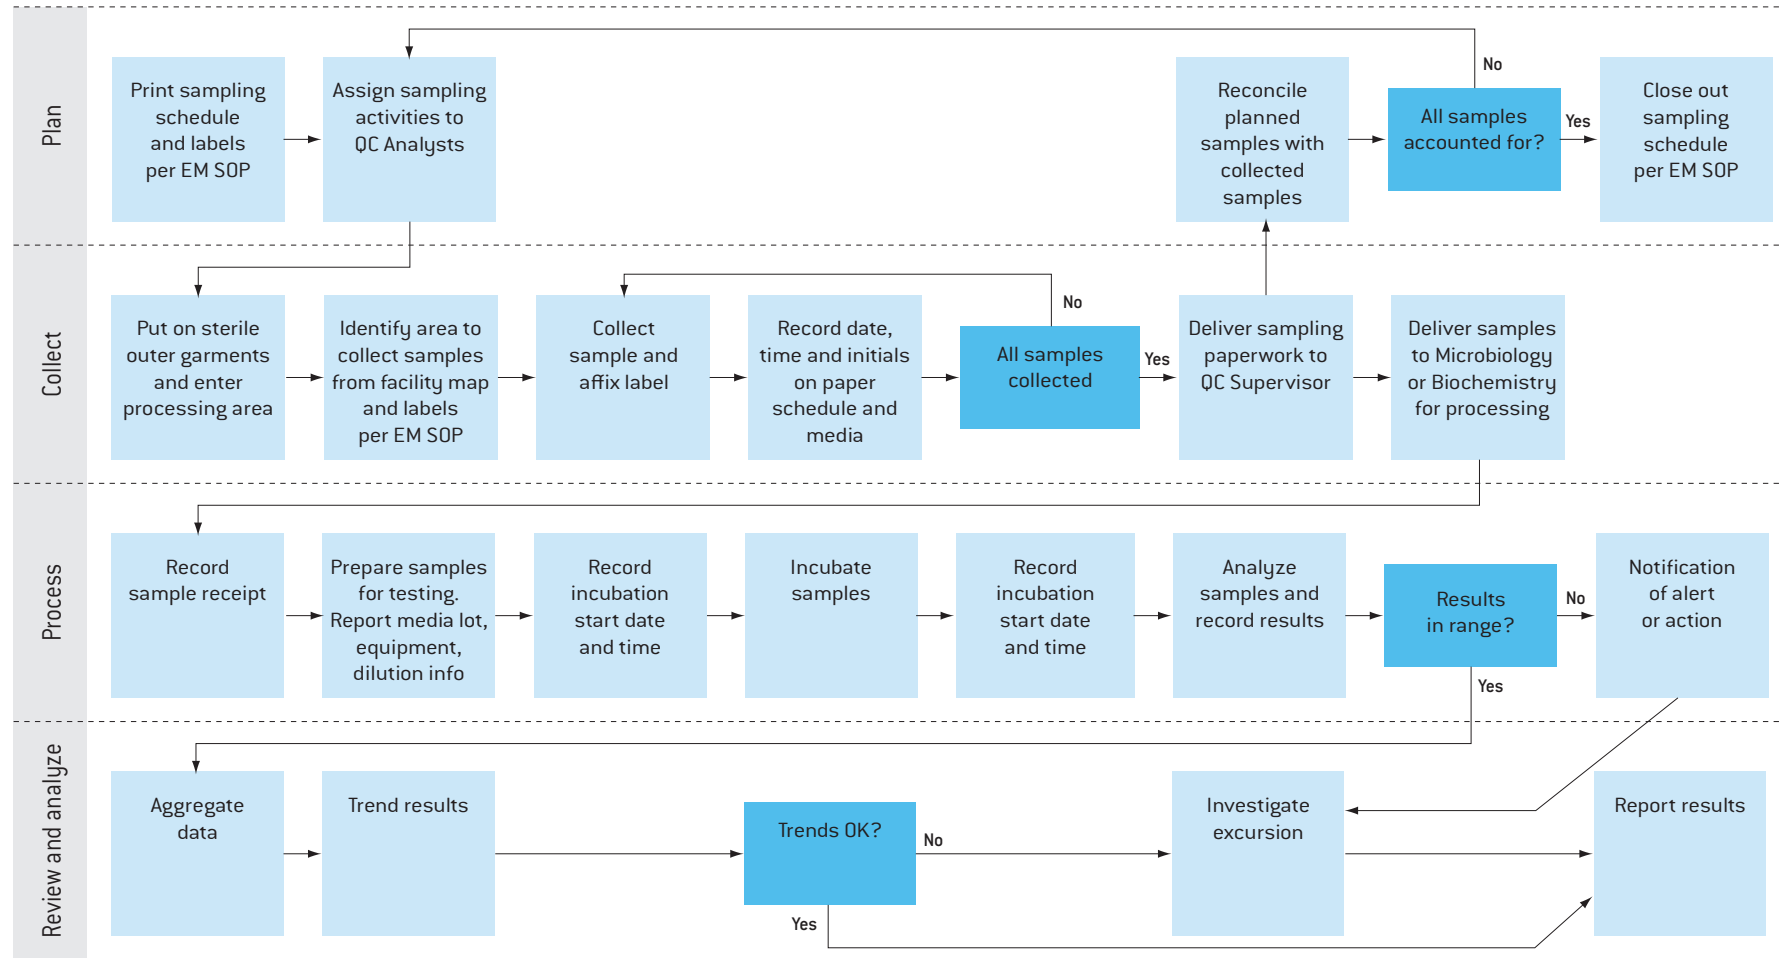 Plan
Print sampling
schedule
and labels
per EM SOP
Assign sampling
activities to
QC Analysts
Reconcile
planned
samples with
collected
samples
No
All samples
accounted for?
Yes
Close out
sampling
schedule
per EM SOP
Collect
Put on sterile
outer garments
and enter
processing area
Identify area to
collect samples
from facility map
and labels
per EM SOP
Collect
sample and
affix label
Record date,
time and initials
on paper
schedule and
media
No
All samples
collected
Yes
Deliver sampling
paperwork to
QC Supervisor
Deliver samples
to Microbiology
or Biochemistry
for processing
Process
Record
sample receipt
Prepare samples
for testing.
Report media lot,
equipment,
dilution info
Record
incubation
start date
and time
Incubate
samples
Record
incubation
start date
and time
Analyze
samples and
record results
Results
in range?
No
Yes
Notification
of alert
or action
Review and analyze
Aggregate
data
Trend results
Trends OK?
No
Yes
Investigate
excursion
Report results